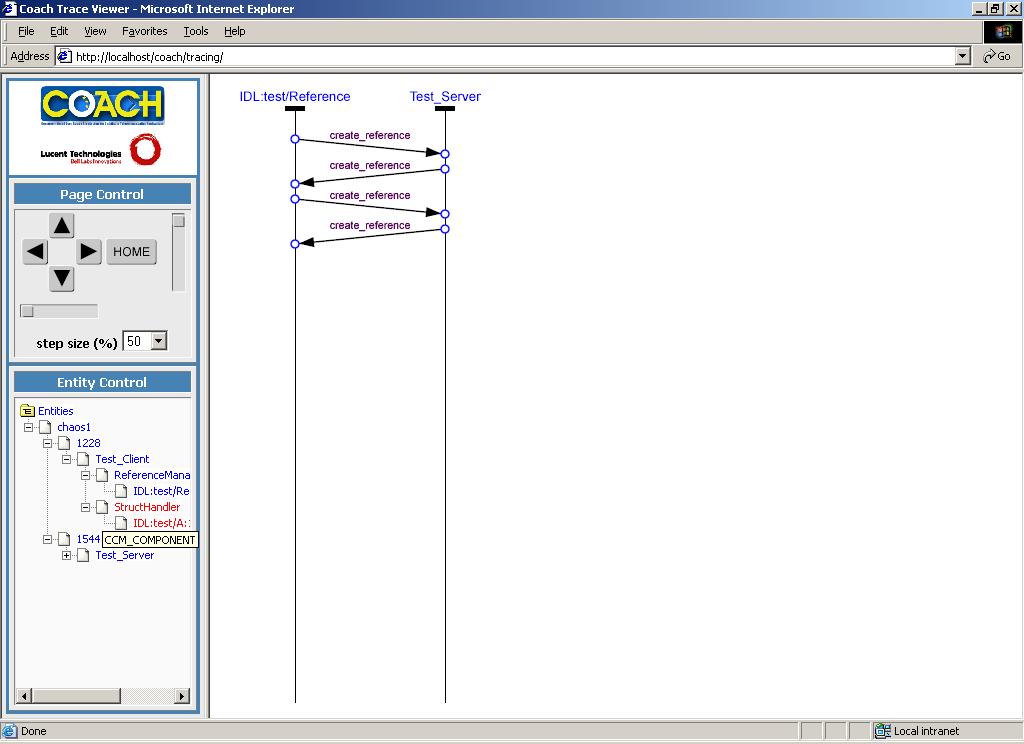 Coach Trace Viewer - Microsoft Internet Explorer
File Edit View Favorites Tools Help
Address http://localhost/coach/tracing/ Go
COACH
Lucent Technologies
Bell Labs Innovations
Page Control
HOME
step size (%) 50
Entity Control
Entities
chaos1
1228
Test_Client
ReferenceMana
IDL:test/Re
StructHandler
IDL:test/A:
1544
CCM_COMPONENT
Test_Server
IDL:test/Reference Test_Server
create_reference
create_reference
create_reference
create_reference
Done Local intranet